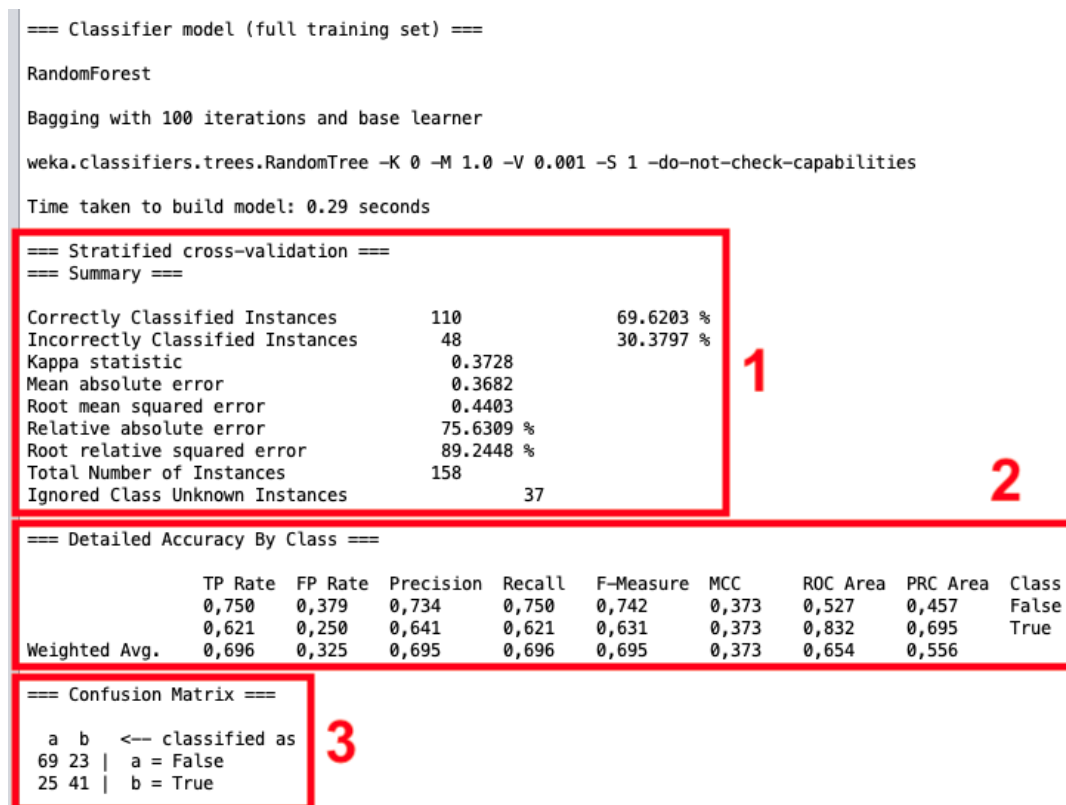 === Classifier model (full training set) ===
RandomForest
Bagging with 100 iterations and base learner
weka.classifiers.trees.RandomTree -K 0 -M 1.0 -V 0.001 -S 1 -do-not-check-capabilities
Time taken to build model: 0.29 seconds
=== Stratified cross-validation ===
=== Summary ===
Correctly Classified Instances 110 69.6203 %
Incorrectly Classified Instances 48 30.3797 %
Kappa statistic 0.3728
Mean absolute error 0.3682
Root mean squared error 0.4403
Relative absolute error 75.6309 %
Root relative squared error 89.2448 %
Total Number of Instances 158
Ignored Class Unknown Instances 37
1
2
=== Detailed Accuracy By Class ===
TP Rate FP Rate Precision Recall F-Measure MCC ROC Area PRC Area Class
0,750 0,379 0,734 0,750 0,742 0,373 0,527 0,457 False
0,621 0,250 0,641 0,621 0,631 0,373 0,832 0,695 True
Weighted Avg. 0,696 0,325 0,695 0,696 0,695 0,373 0,654 0,556
=== Confusion Matrix ===
a b <-- classified as
69 23 | a = False
25 41 | b = True
3